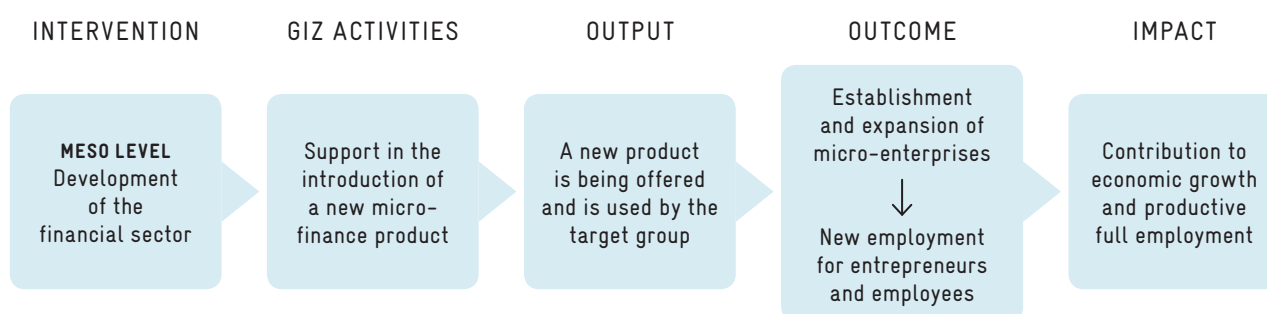 INTERVENTION
GIZ ACTIVITIES
OUTPUT
OUTCOME
IMPACT
MESO LEVEL
Development
of the
financial sector
Support in the
introduction of
a new micro-
finance product
A new product
is being offered
and is used by the
target group
Establishment
and expansion of
micro-enterprises
New employment
for entrepreneurs
and employees
Contribution to
economic growth
and productive
full employment